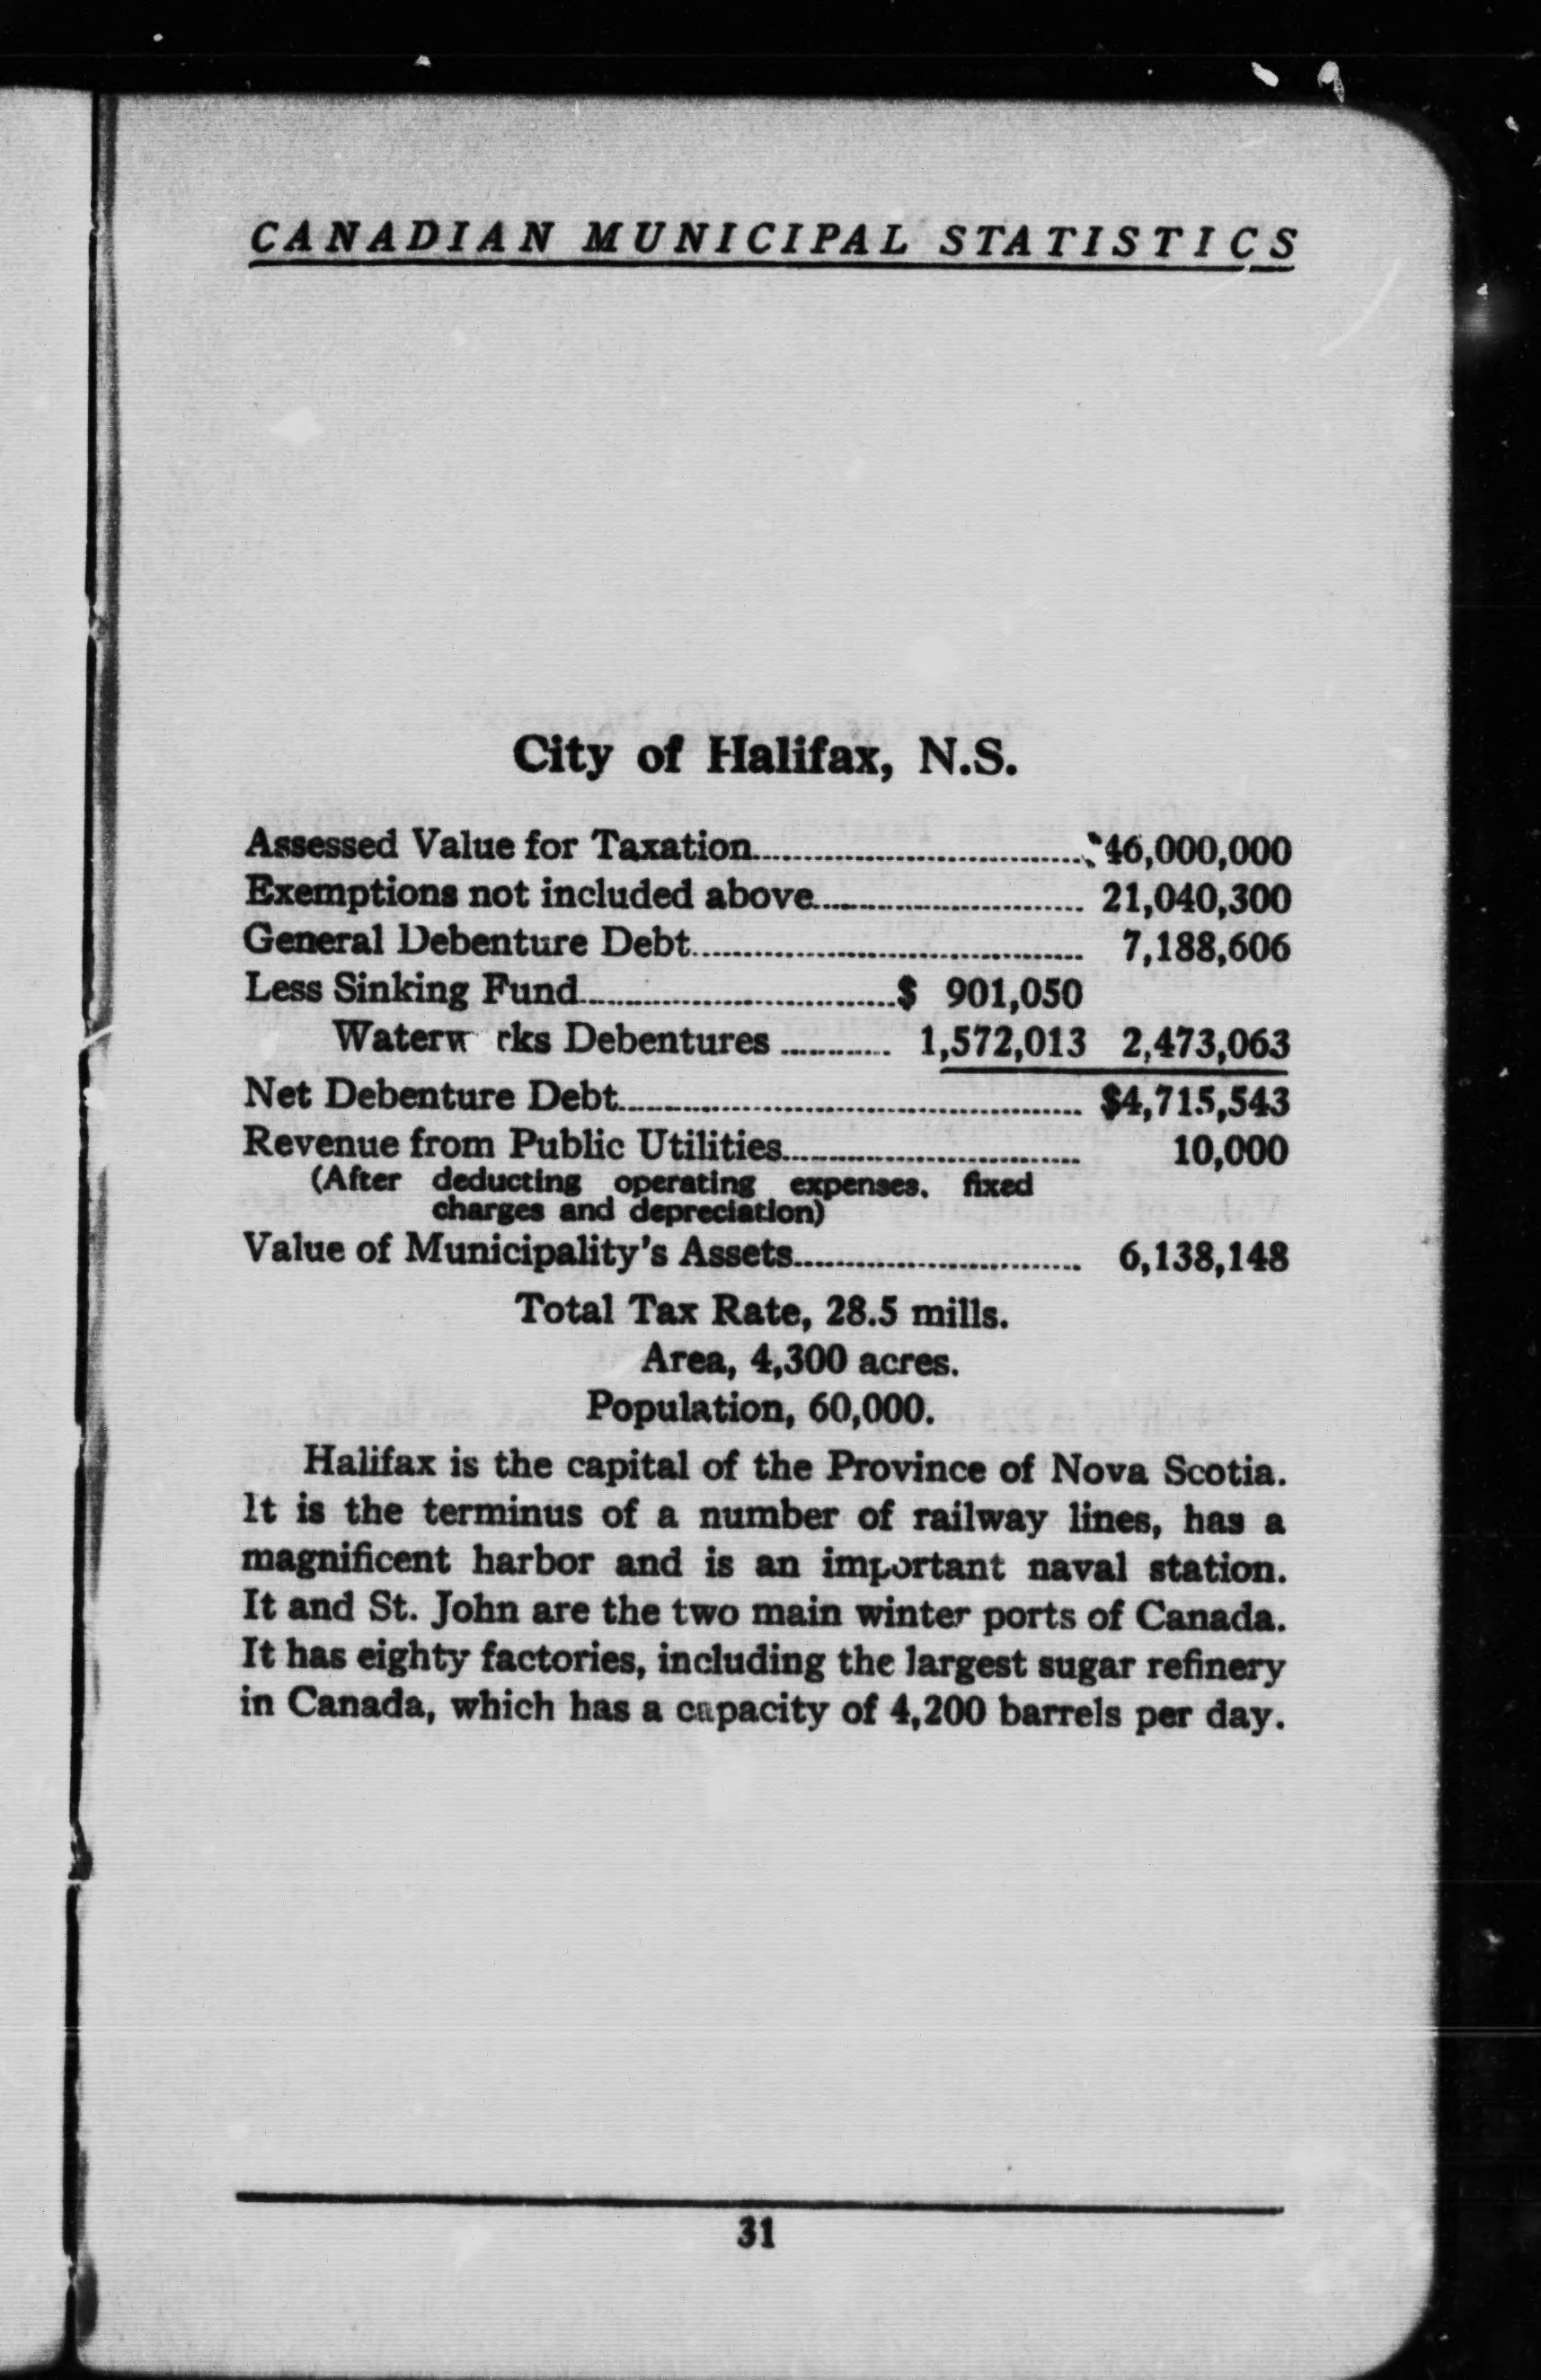 CANADIAN MUNICIPAL STATISTICS
City of Halifax, N.S.
Assessed Value for Taxation........ $46,000,000
Exemptions not included above........ 21,040,300
General Debenture Debt........ 7,188,606
Less Sinking Fund........$ 901,050
Waterworks Debentures ........ 1,572,013 2,473,063
Net Debenture Debt........ $4,715,543
Revenue from Public Utilities........ 10,000
(After deducting operating expenses, fixed
charges and depreciation)
Value of Municipality's Assets........ 6,138,148
Total Tax Rate, 28.5 mills.
Area, 4,300 acres.
Population, 60,000.
Halifax is the capital of the Province of Nova Scotia.
It is the terminus of a number of railway lines, has a
magnificent harbor and is an important naval station.
It and St. John are the two main winter ports of Canada.
It has eighty factories, including the largest sugar refinery
in Canada, which has a capacity of 4,200 barrels per day.
31